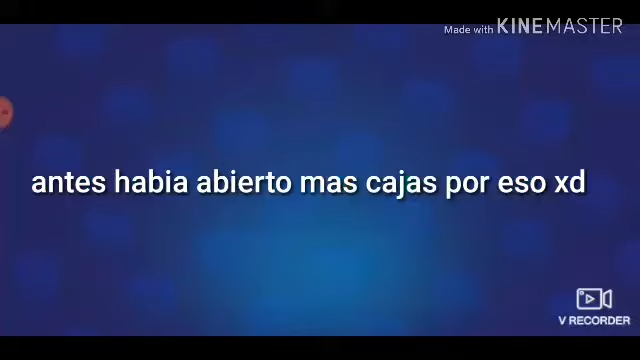 Made with KINEMASTER
antes habia abierto mas cajas por eso xd
V RECORDER